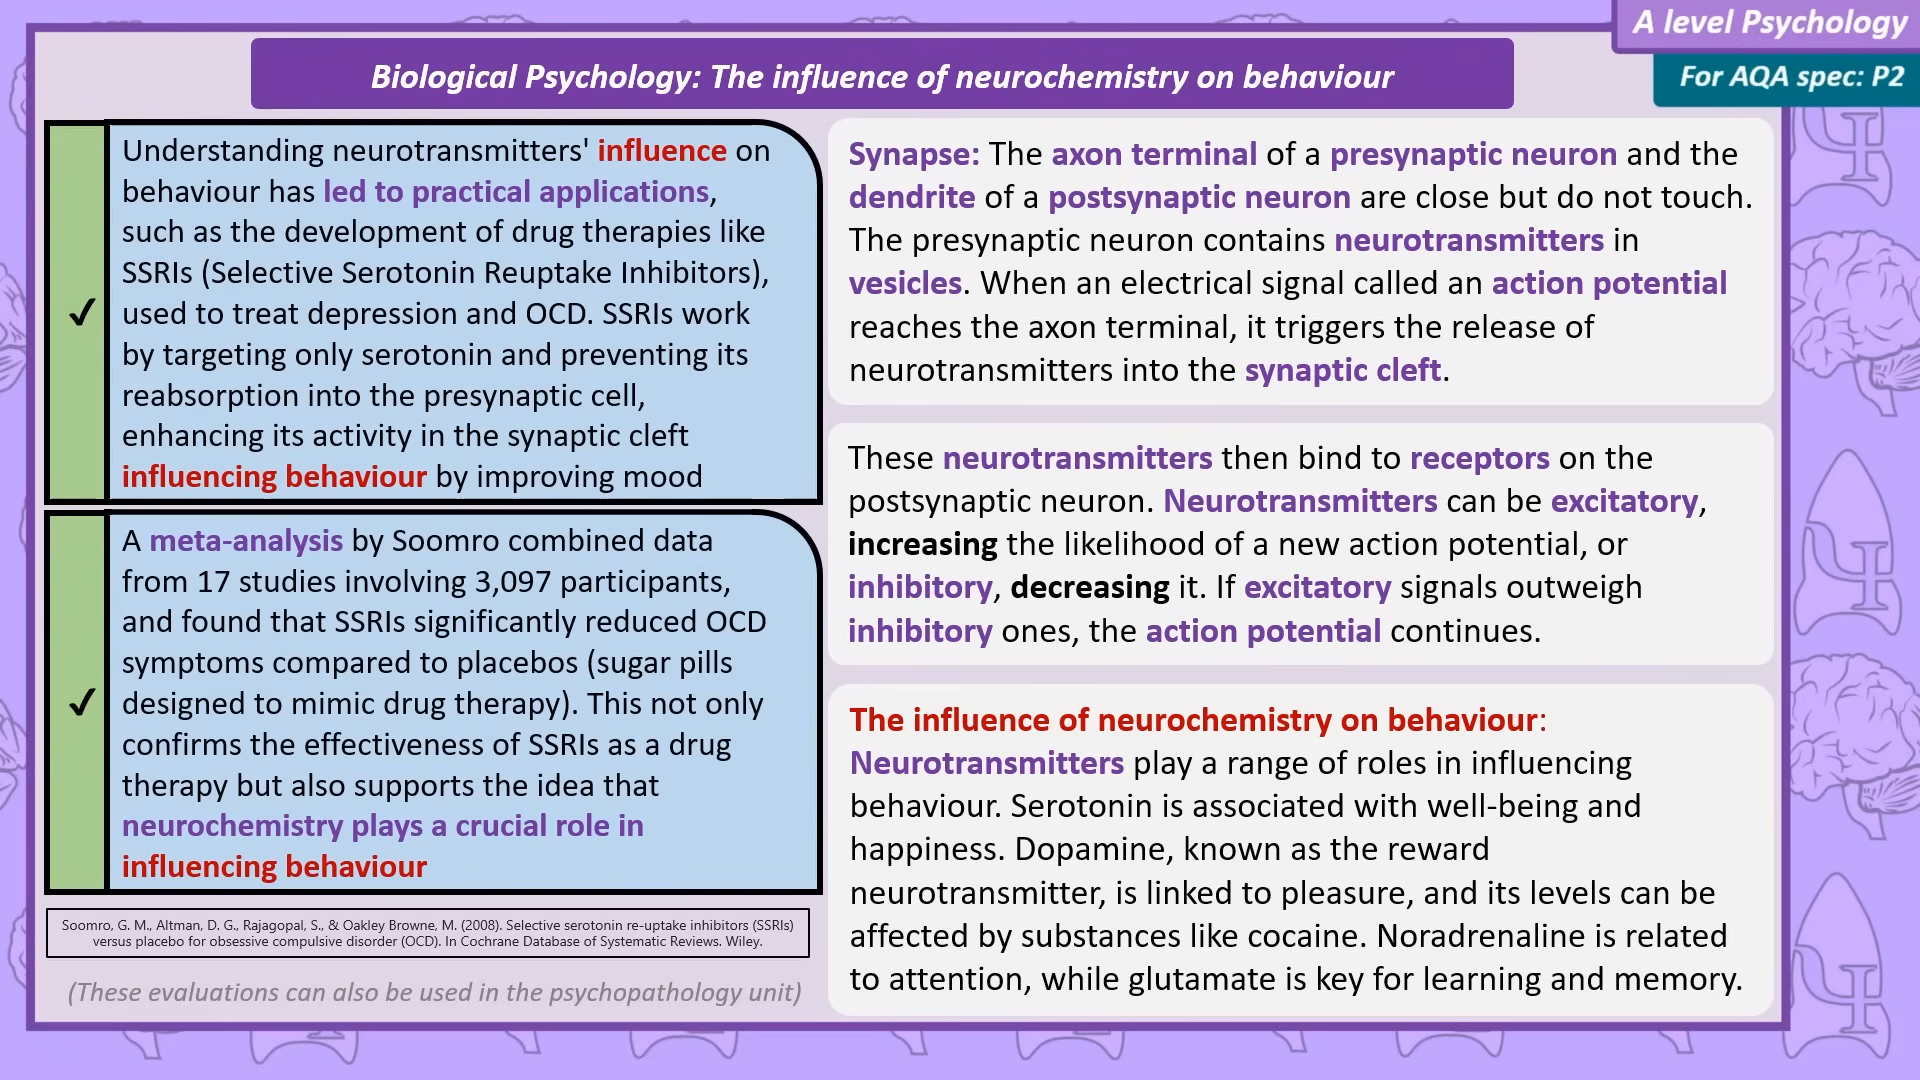 A level Psychology
For AQA spec: P2
Biological Psychology: The influence of neurochemistry on behaviour
✓
Understanding neurotransmitters' influence on
behaviour has led to practical applications,
such as the development of drug therapies like
SSRIs (Selective Serotonin Reuptake Inhibitors),
used to treat depression and OCD. SSRIs work
by targeting only serotonin and preventing its
reabsorption into the presynaptic cell,
enhancing its activity in the synaptic cleft
influencing behaviour by improving mood
✓
A meta-analysis by Soomro combined data
from 17 studies involving 3,097 participants,
and found that SSRIs significantly reduced OCD
symptoms compared to placebos (sugar pills
designed to mimic drug therapy). This not only
confirms the effectiveness of SSRIs as a drug
therapy but also supports the idea that
neurochemistry plays a crucial role in
influencing behaviour
Soomro, G. M., Altman, D. G., Rajagopal, S., & Oakley Browne, M. (2008). Selective serotonin re-uptake inhibitors (SSRIs)
versus placebo for obsessive compulsive disorder (OCD). In Cochrane Database of Systematic Reviews. Wiley.
(These evaluations can also be used in the psychopathology unit)
Synapse: The axon terminal of a presynaptic neuron and the
dendrite of a postsynaptic neuron are close but do not touch.
The presynaptic neuron contains neurotransmitters in
vesicles. When an electrical signal called an action potential
reaches the axon terminal, it triggers the release of
neurotransmitters into the synaptic cleft.
These neurotransmitters then bind to receptors on the
postsynaptic neuron. Neurotransmitters can be excitatory,
increasing the likelihood of a new action potential, or
inhibitory, decreasing it. If excitatory signals outweigh
inhibitory ones, the action potential continues.
The influence of neurochemistry on behaviour:
Neurotransmitters play a range of roles in influencing
behaviour. Serotonin is associated with well-being and
happiness. Dopamine, known as the reward
neurotransmitter, is linked to pleasure, and its levels can be
affected by substances like cocaine. Noradrenaline is related
to attention, while glutamate is key for learning and memory.